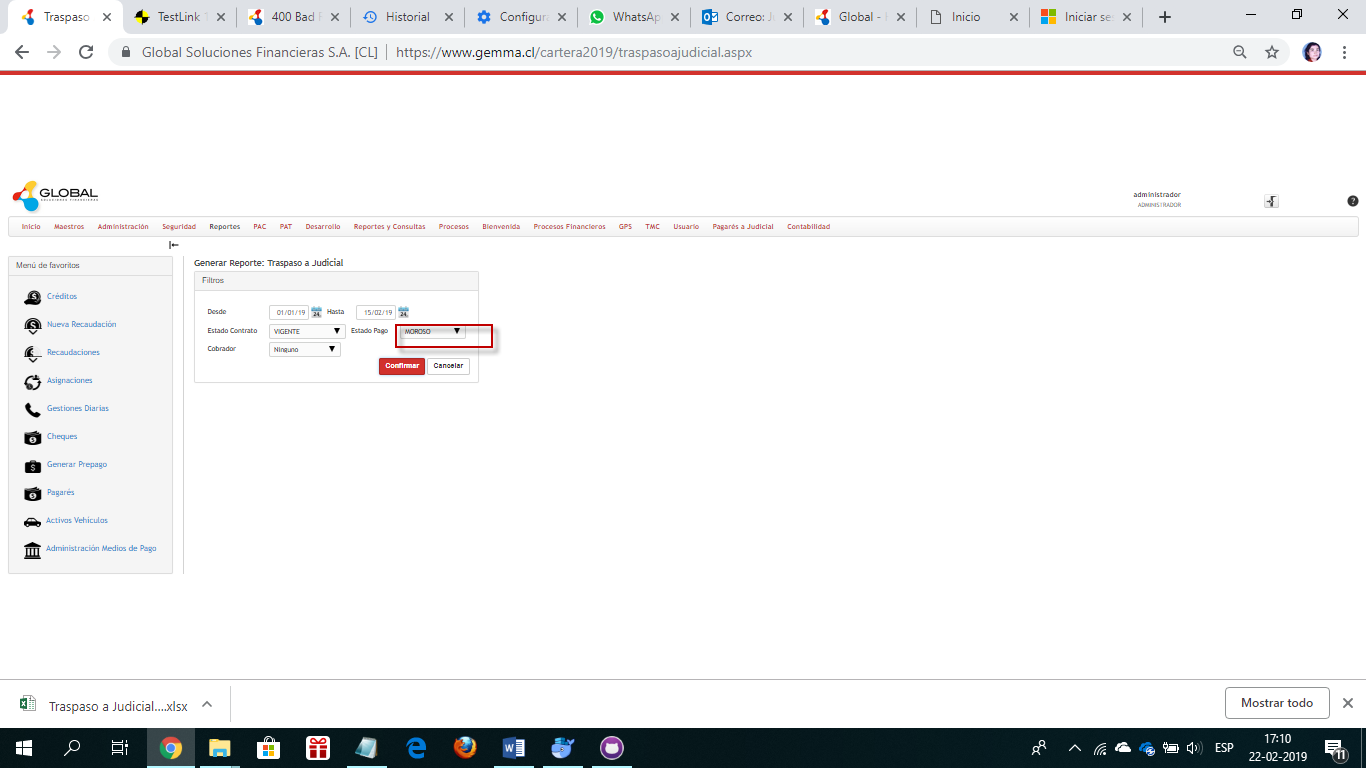 Traspaso
TestLink
400 Bad
Historial
Configur
WhatsAp
Correo: J
Global -
Inicio
Iniciar se
Global Soluciones Financieras S.A. [CL] | https://www.gemma.cl/cartera2019/traspasoajudicial.aspx
GLOBAL
SOLUCIONES FINANCIERAS
administrador
ADMINISTRADOR
Inicio Maestros Administración Seguridad Reportes PAC PAT Desarrollo Reportes y Consultas Procesos Bienvenida Procesos Financieros GPS TMC Usuario Pagarés a Judicial Contabilidad
Menú de favoritos
Créditos
Nueva Recaudación
Recaudaciones
Asignaciones
Gestiones Diarias
Cheques
Generar Prepago
Pagarés
Activos Vehículos
Administración Medios de Pago
Generar Reporte: Traspaso a Judicial
Filtros
Desde 01/01/19 24 Hasta 15/02/19 24
Estado Contrato VIGENTE Estado Pago MOROSO
Cobrador Ninguno
Confirmar Cancelar
Traspaso a Judicial....xlsx
Mostrar todo
ESP
17:10
22-02-2019
11